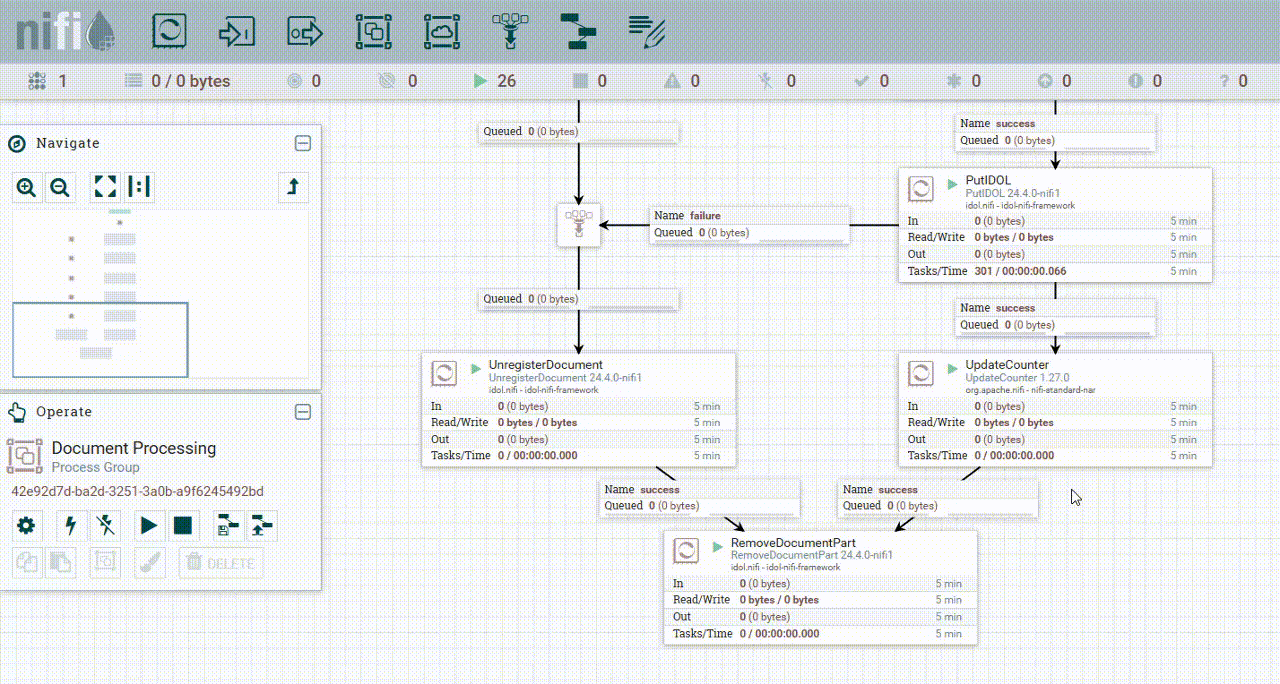 nifi
1
0 / 0 bytes
0
0
26
0
0
0
0
0
0
0
? 0
Navigate
Operate
Document Processing
Process Group
42e92d7d-ba2d-3251-3a0b-a9f6245492bd
DELETE
Queued 0 (0 bytes)
Name failure
Queued 0 (0 bytes)
Queued 0 (0 bytes)
Name success
Queued 0 (0 bytes)
PutIDOL
PutIDOL 24.4.0-nifi1
idol.nifi - idol-nifi-framework
In 0 (0 bytes) 5 min
Read/Write 0 bytes / 0 bytes 5 min
Out 0 (0 bytes) 5 min
Tasks/Time 301 / 00:00:00.066 5 min
Name success
Queued 0 (0 bytes)
UnregisterDocument
UnregisterDocument 24.4.0-nifi1
idol.nifi - idol-nifi-framework
In 0 (0 bytes) 5 min
Read/Write 0 bytes / 0 bytes 5 min
Out 0 (0 bytes) 5 min
Tasks/Time 0 / 00:00:00.000 5 min
UpdateCounter
UpdateCounter 1.27.0
org.apache.nifi - nifi-standard-nar
In 0 (0 bytes) 5 min
Read/Write 0 bytes / 0 bytes 5 min
Out 0 (0 bytes) 5 min
Tasks/Time 0 / 00:00:00.000 5 min
Name success
Queued 0 (0 bytes)
Name success
Queued 0 (0 bytes)
RemoveDocumentPart
RemoveDocumentPart 24.4.0-nifi1
idol.nifi - idol-nifi-framework
In 0 (0 bytes) 5 min
Read/Write 0 bytes / 0 bytes 5 min
Out 0 (0 bytes) 5 min
Tasks/Time 0 / 00:00:00.000 5 min